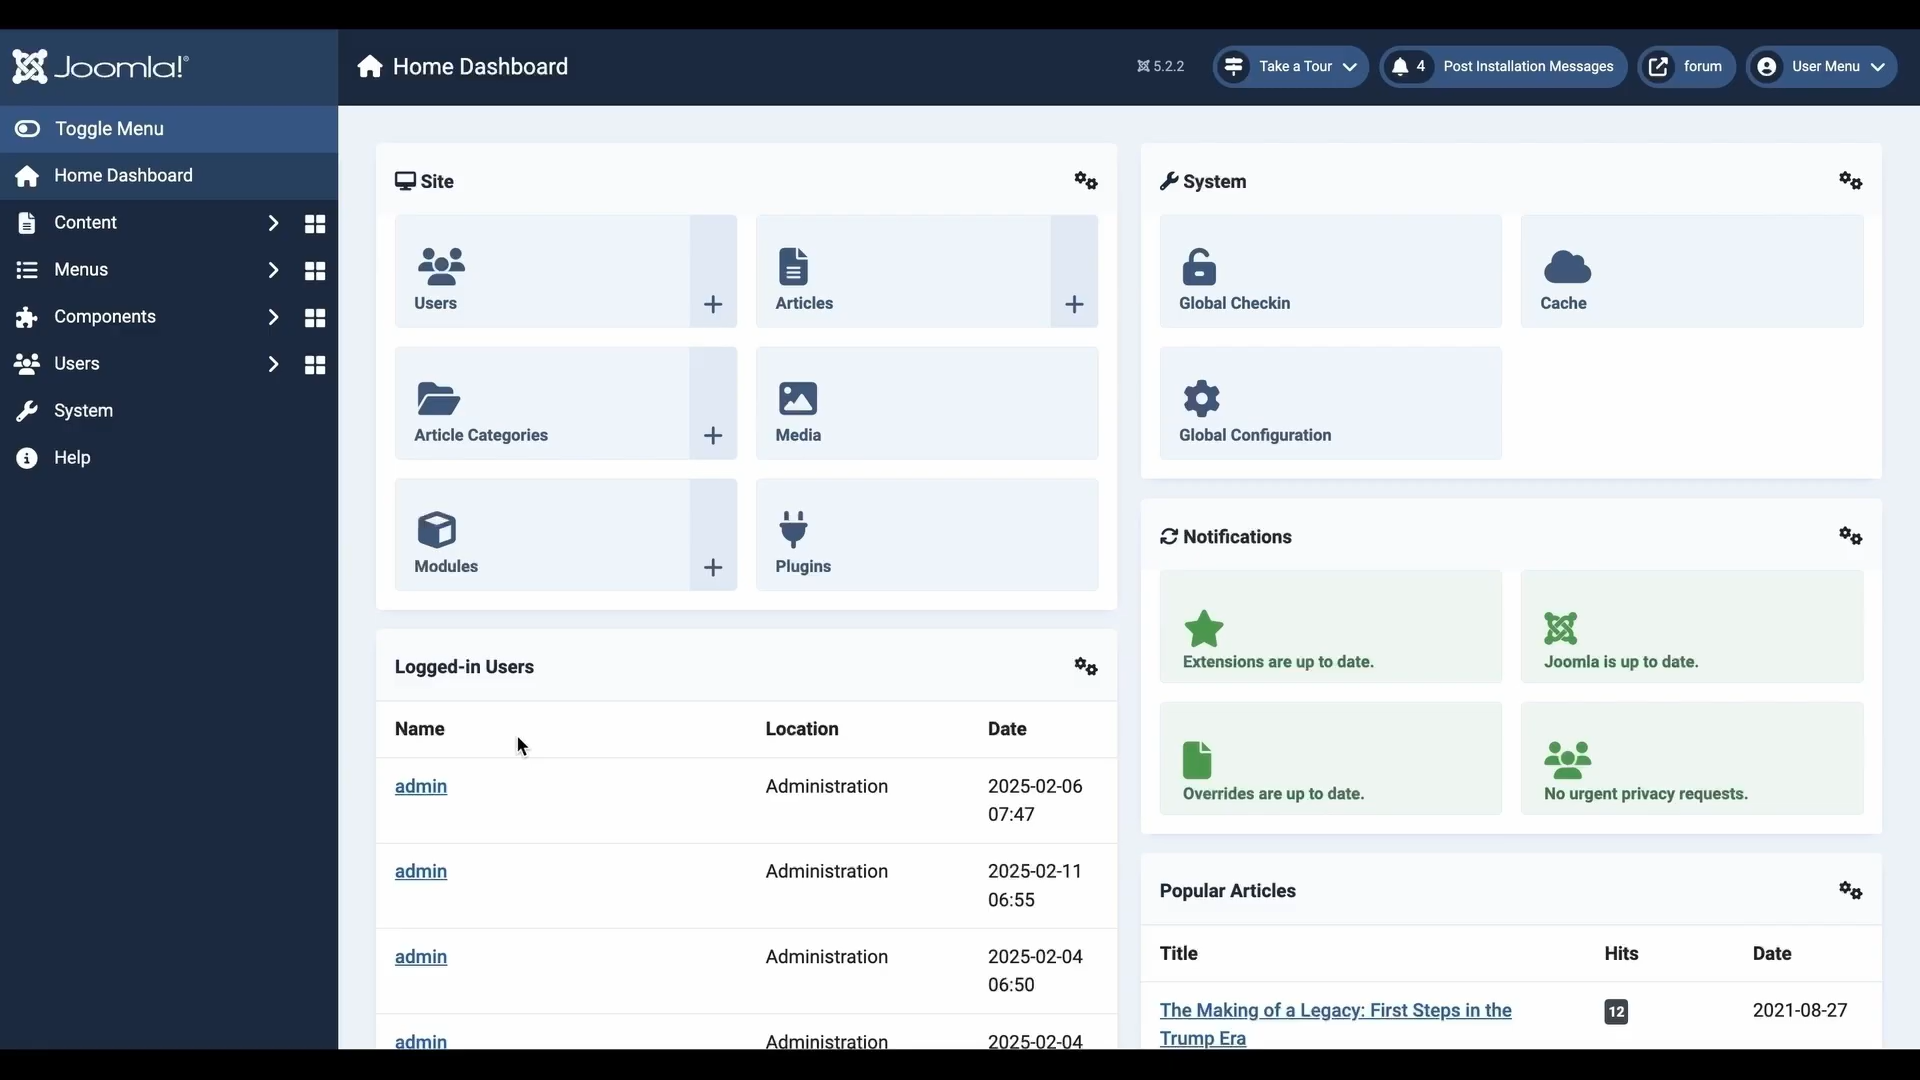 Joomla!®
Home Dashboard
5.2.2
Take a Tour
4 Post Installation Messages
forum
User Menu
Toggle Menu
Home Dashboard
Content
Menus
Components
Users
System
Help
Site
Users
Articles
Article Categories
Media
Modules
Plugins
Logged-in Users
Name Location Date
admin Administration 2025-02-06
07:47
admin Administration 2025-02-11
06:55
admin Administration 2025-02-04
06:50
admin Administration 2025-02-04
System
Global Checkin
Cache
Global Configuration
Notifications
Extensions are up to date.
Joomla is up to date.
Overrides are up to date.
No urgent privacy requests.
Popular Articles
Title Hits Date
The Making of a Legacy: First Steps in the 12 2021-08-27
Trump Era